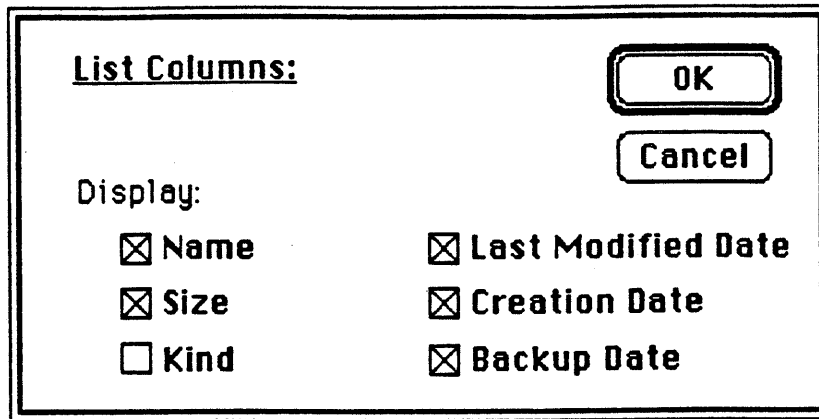 List Columns:
OK
Cancel
Display:
Name
Last Modified Date
Size
Creation Date
Kind
Backup Date